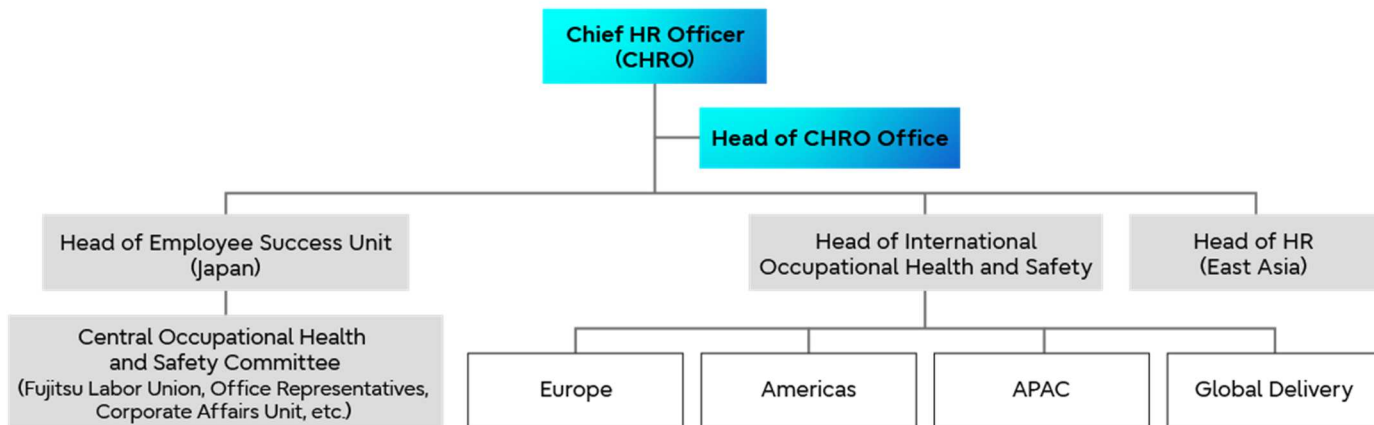 Chief HR Officer
(CHRO)
Head of CHRO Office
Head of Employee Success Unit
(Japan)
Head of International
Occupational Health and Safety
Head of HR
(East Asia)
Central Occupational Health
and Safety Committee
(Fujitsu Labor Union, Office Representatives,
Corporate Affairs Unit, etc.)
Europe
Americas
APAC
Global Delivery